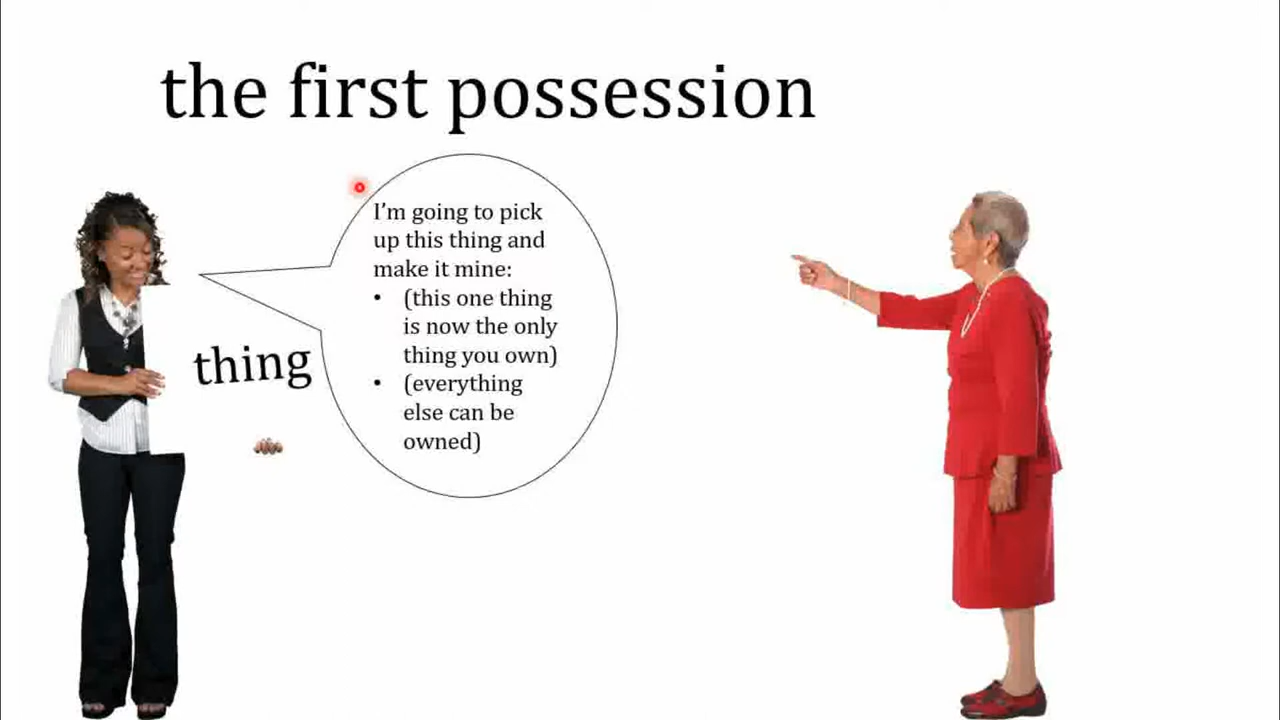 the first possession
I'm going to pick
up this thing and
make it mine:
• (this one thing
is now the only
thing you own)
• (everything
else can be
owned)
thing